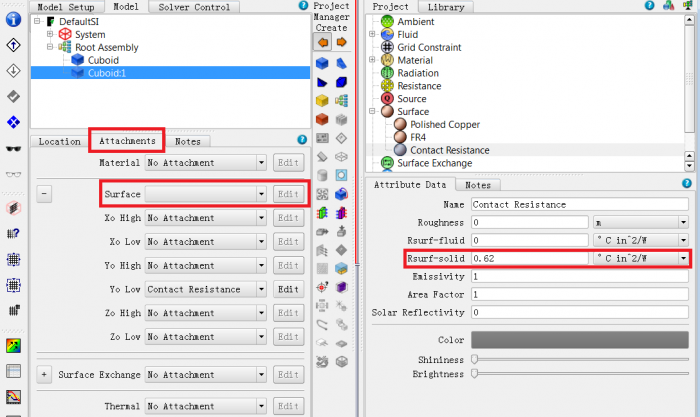 Model Setup
Model
Solver Control
DefaultSI
System
Root Assembly
Cuboid
Cuboid:1
Location
Attachments
Notes
Material No Attachment Edit
Surface Edit
Xo High No Attachment Edit
Xo Low No Attachment Edit
Yo High No Attachment Edit
Yo Low Contact Resistance Edit
Zo High No Attachment Edit
Zo Low No Attachment Edit
Surface Exchange No Attachment Edit
Thermal No Attachment Edit
Project
Manager
Create
Project
Library
Ambient
Fluid
Grid Constraint
Material
Radiation
Resistance
Source
Surface
Polished Copper
FR4
Contact Resistance
Surface Exchange
Attribute Data
Notes
Name Contact Resistance
Roughness 0 m
Rsurf-fluid 0 ° C in^2/W
Rsurf-solid 0.62 ° C in^2/W
Emissivity 1
Area Factor 1
Solar Reflectivity 0
Color
Shininess
Brightness